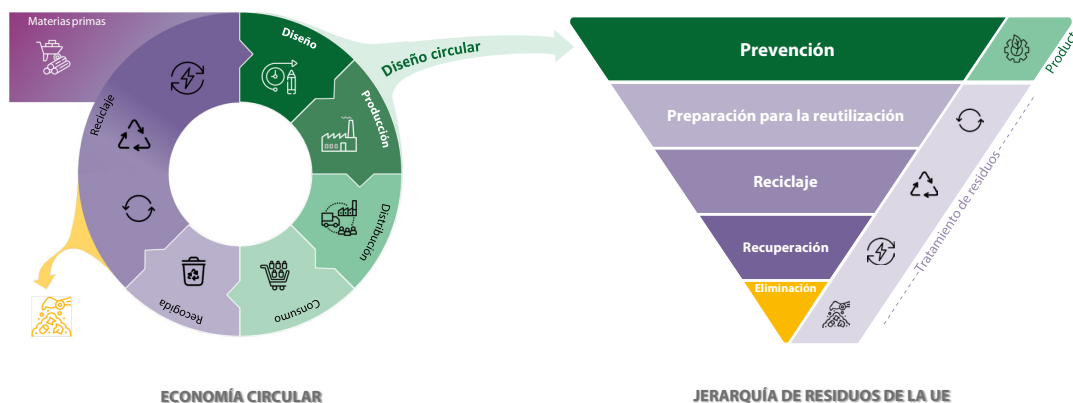 Materias primas
Diseño
Producción
Distribución
Consumo
Recogida
Reciclaje
Diseño circular
Prevención
Preparación para la reutilización
Reciclaje
Recuperación
Eliminación
Product
Tratamiento de residuos
ECONOMÍA CIRCULAR
JERARQUÍA DE RESIDUOS DE LA UE